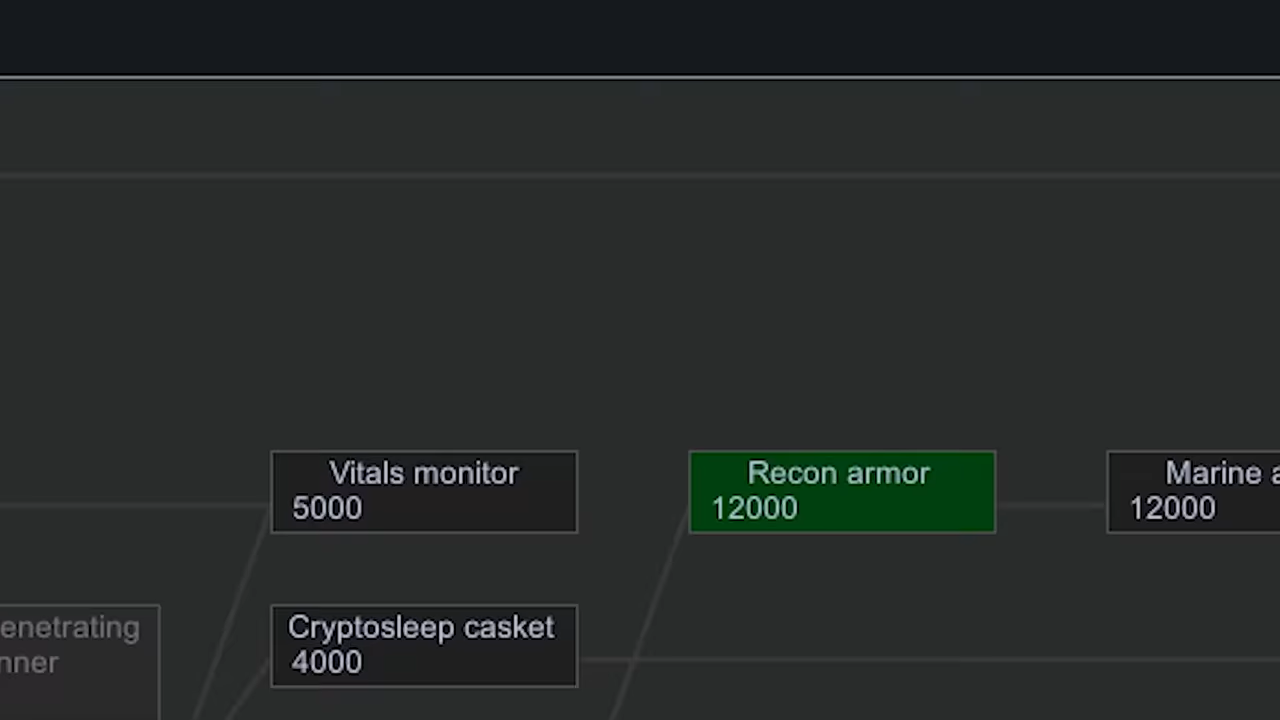 Vitals monitor
5000
Recon armor
12000
Marine a
12000
enetrating
nner
Cryptosleep casket
4000